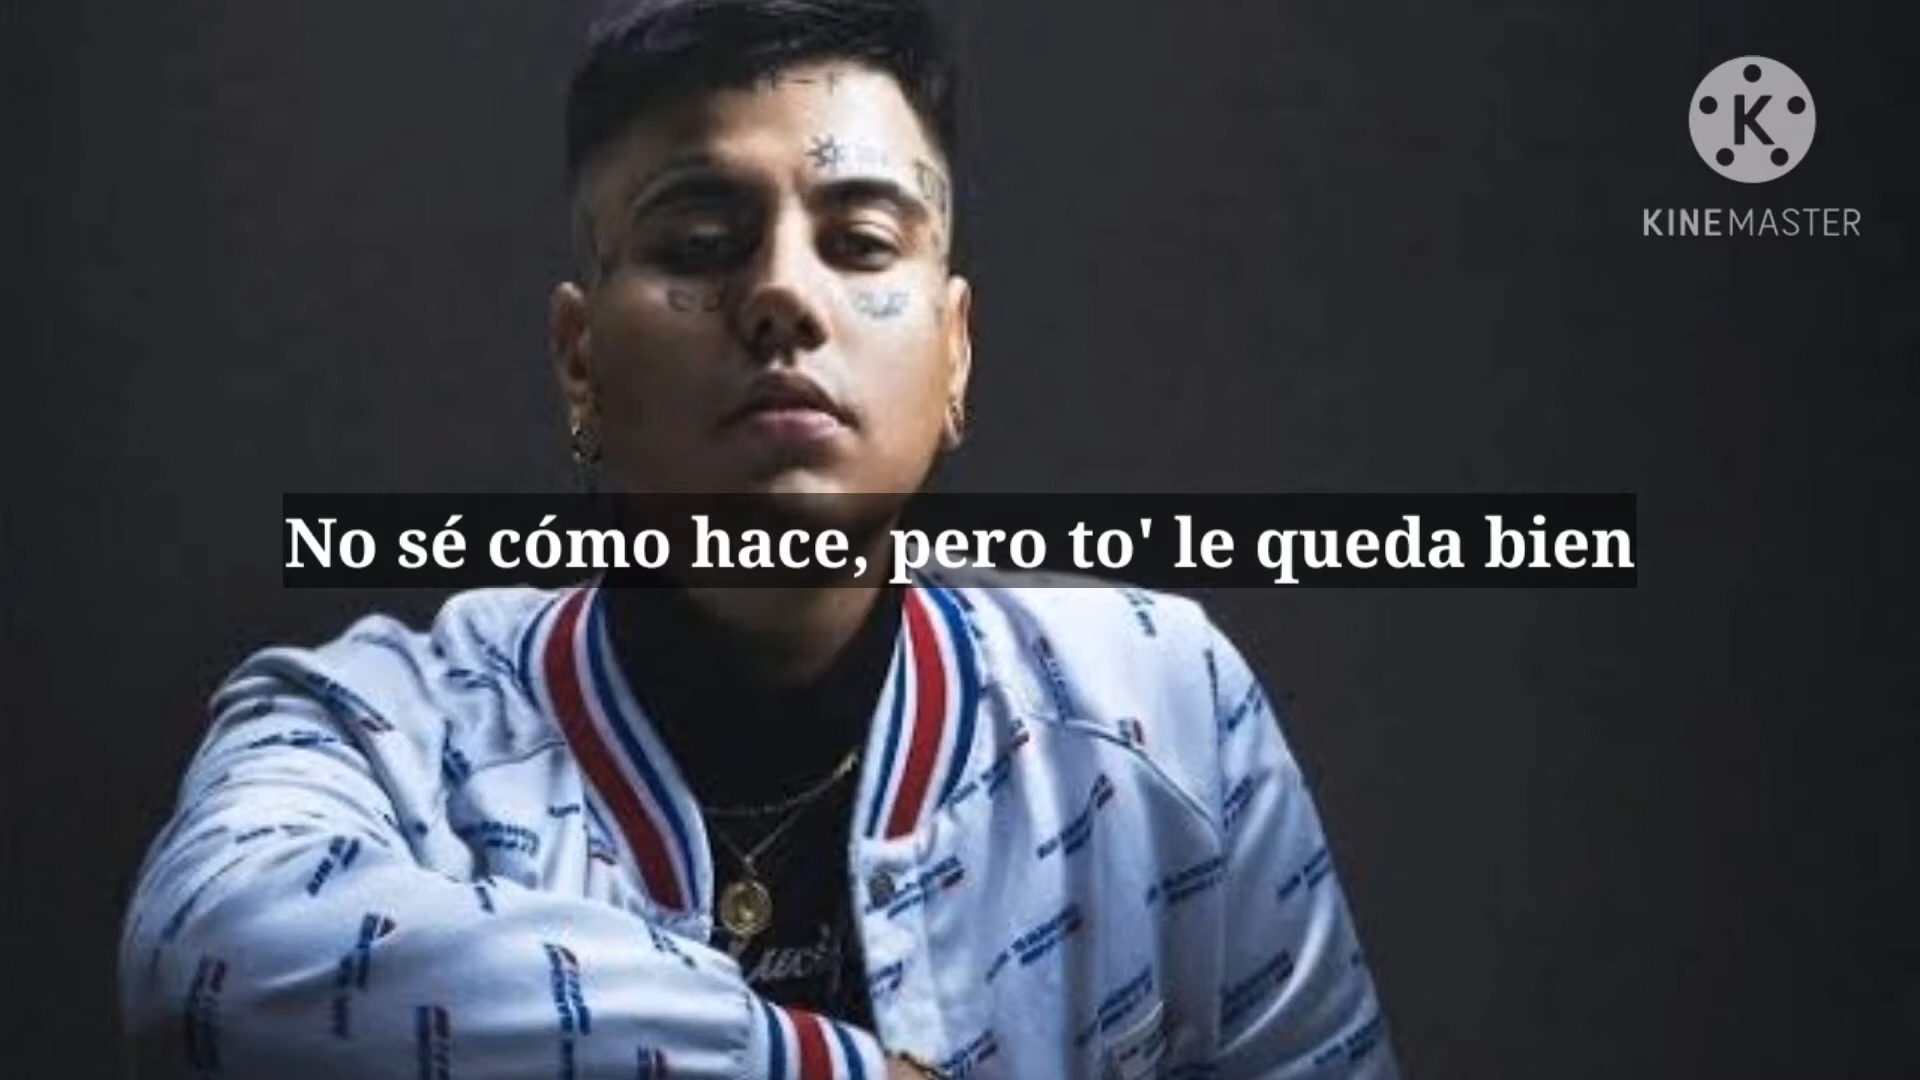 K
KINEMASTER
No sé cómo hace, pero to' le queda bien